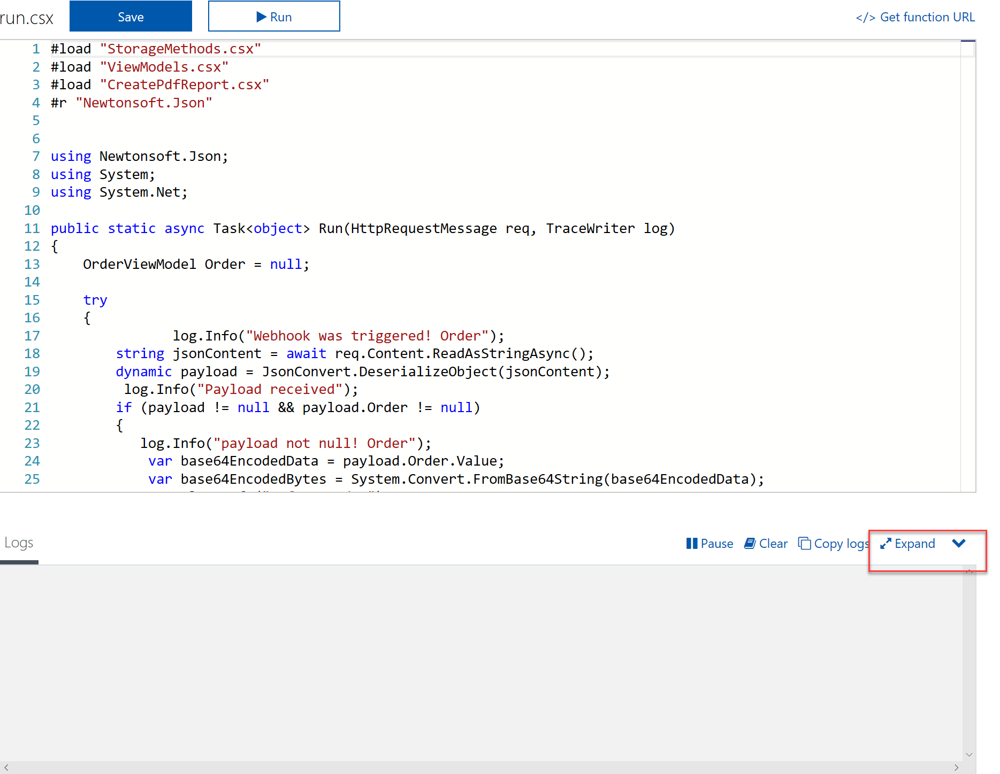 run.csx
Save
Run
</> Get function URL
1 #load "StorageMethods.csx"
2 #load "ViewModels.csx"
3 #load "CreatePdfReport.csx"
4 #r "Newtonsoft.Json"
5
6
7 using Newtonsoft.Json;
8 using System;
9 using System.Net;
10
11 public static async Task<object> Run(HttpRequestMessage req, TraceWriter log)
12 {
13     OrderViewModel Order = null;
14
15     try
16     {
17                log.Info("Webhook was triggered! Order");
18         string jsonContent = await req.Content.ReadAsStringAsync();
19         dynamic payload = JsonConvert.DeserializeObject(jsonContent);
20          log.Info("Payload received");
21         if (payload != null && payload.Order != null)
22         {
23            log.Info("payload not null! Order");
24             var base64EncodedData = payload.Order.Value;
25             var base64EncodedBytes = System.Convert.FromBase64String(base64EncodedData);
Logs
Pause
Clear
Copy logs
Expand